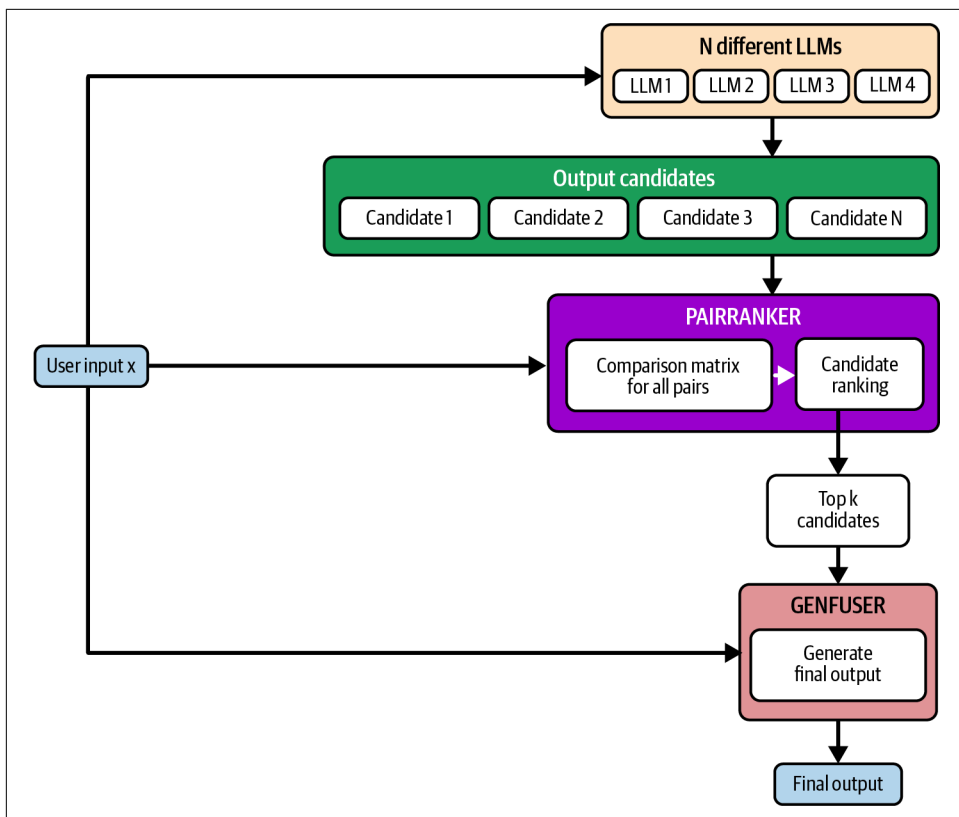 N different LLMs
LLM 1
LLM 2
LLM 3
LLM 4
Output candidates
Candidate 1
Candidate 2
Candidate 3
Candidate N
PAIRRANKER
Comparison matrix
for all pairs
Candidate
ranking
User input x
Top k
candidates
GENFUSER
Generate
final output
Final output